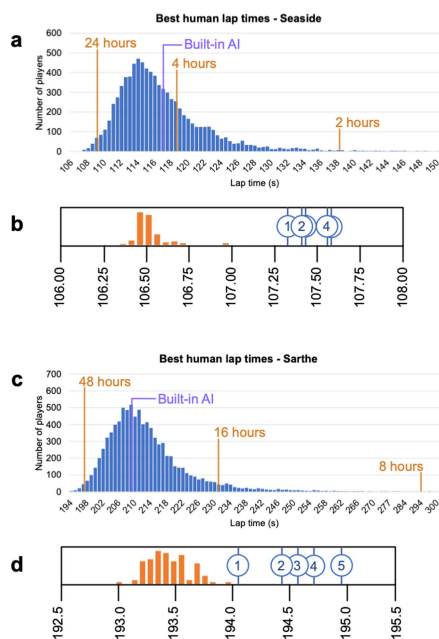 Best human lap times - Seaside
a
600
24 hours
Built-in AI
500
400
4 hours
300
200
2 hours
100
0
Number of players
106 108 110 112 114 116 118 120 122 124 126 128 130 132 134 136 138 140 142 144 146 148 150
Lap time (s)
b
1 2 4
106.00 106.25 106.50 107.00 107.25 107.50 107.75 108.00
Best human lap times - Sarthe
c
700
48 hours
600
Built-in AI
500
400
16 hours
300
200
8 hours
100
0
Number of players
194 198 202 206 210 214 218 222 226 230 234 238 242 246 250 254 258 262 266 270 277 284 294 300
Lap time (s)
d
1 2 3 4 5
192.5 193.0 193.5 194.0 194.5 195.0 195.5